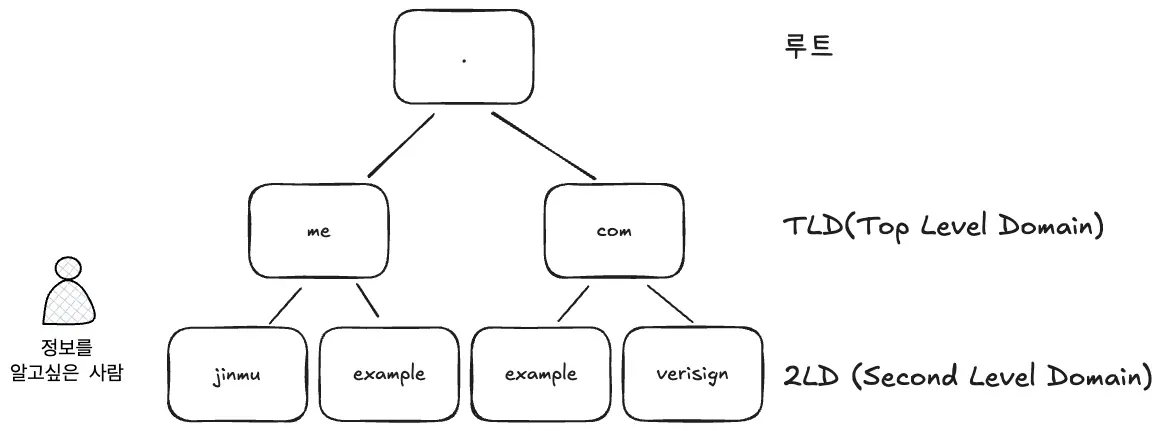 .
루트
me
com
TLD(Top Level Domain)
정보를
알고싶은 사람
jinmu
example
example
verisign
2LD (Second Level Domain)